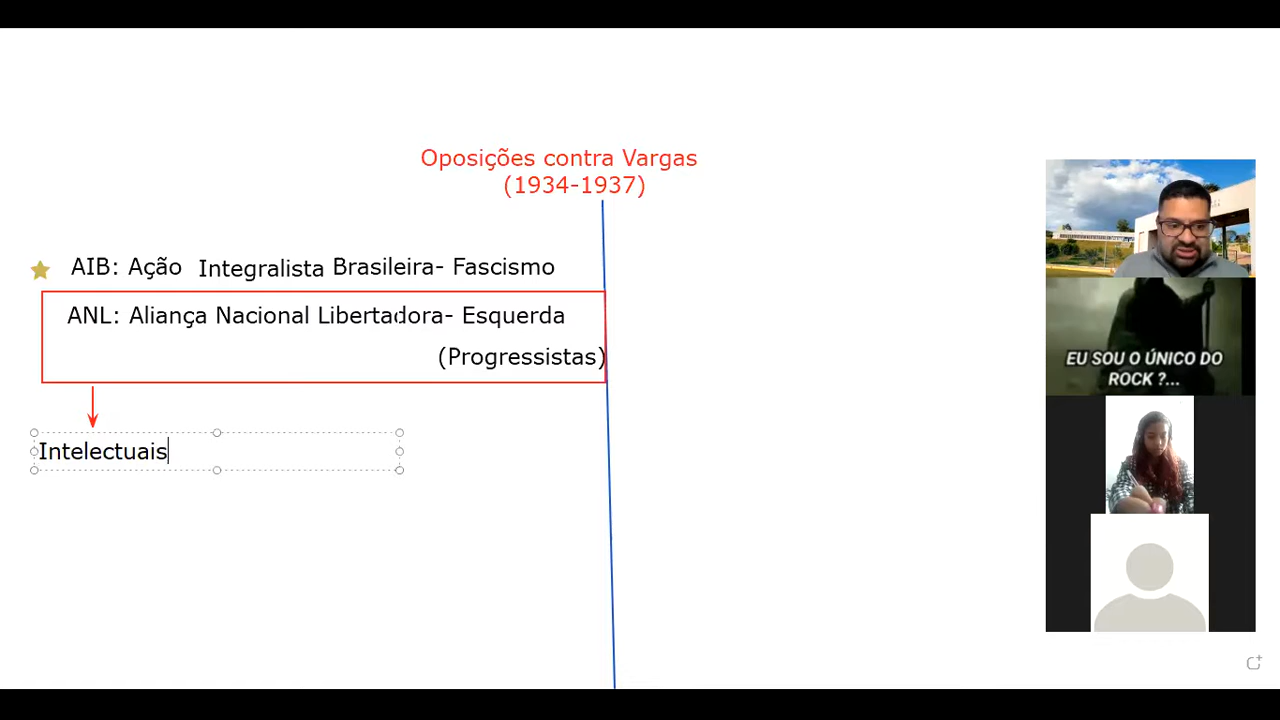 Oposições contra Vargas
(1934-1937)
AIB: Ação Integralista Brasileira- Fascismo
ANL: Aliança Nacional Libertadora- Esquerda
(Progressistas)
Intelectuais
EU SOU O ÚNICO DO
ROCK ?...